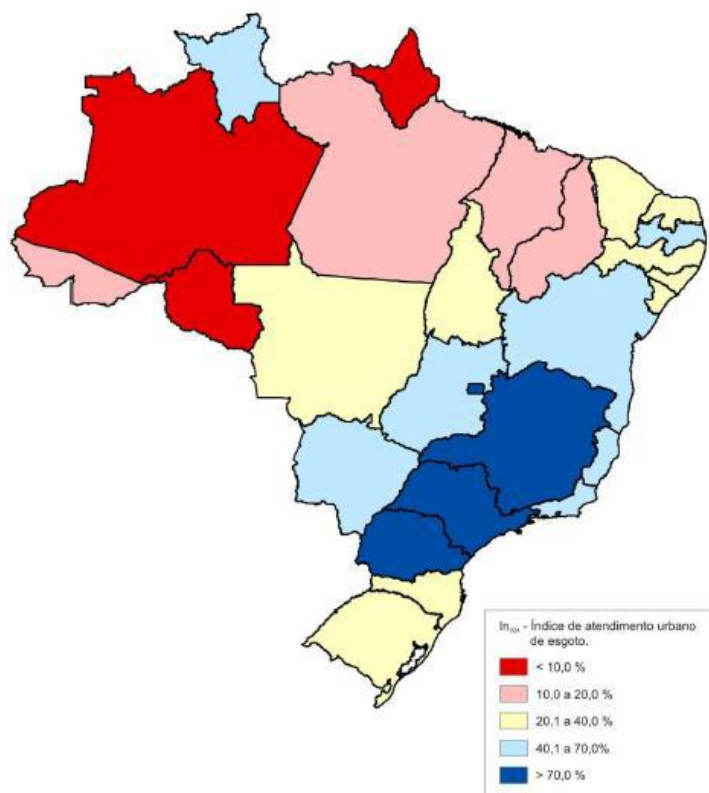 In₀₂₄ - Índice de atendimento urbano
de esgoto.
< 10,0 %
10,0 a 20,0 %
20,1 a 40,0 %
40,1 a 70,0%
> 70,0 %